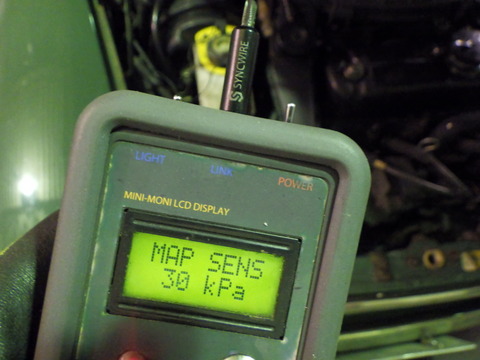 SYNCWIRE
LIGHT LINK POWER
MINI-MONI LCD DISPLAY
MAP SENS
30 kPa